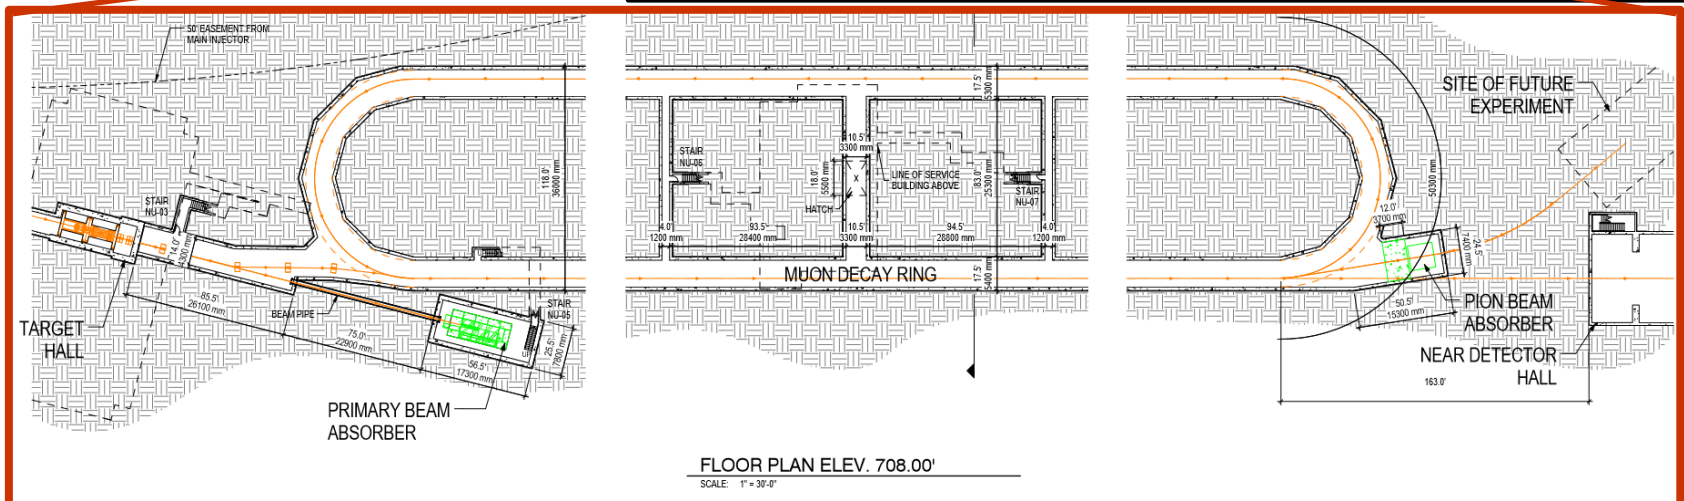 50' EASEMENT FROM
MAIN INJECTOR
STAIR
NU-03
14.0'
4300 mm
85.5'
26100 mm
TARGET
HALL
BEAM PIPE
75.0'
22900 mm
56.5'
17300 mm
STAIR
NU-05
UP
25.5'
7800 mm
PRIMARY BEAM
ABSORBER
118.0'
36000 mm
STAIR
NU-06
10.5'
3300 mm
18.0'
5500 mm
X
HATCH
LINE OF SERVICE
BUILDING ABOVE
17.5'
5300 mm
83.0'
25300 mm
STAIR
NU-07
4.0'
1200 mm
93.5'
28400 mm
10.5'
3300 mm
94.5'
28800 mm
4.0'
1200 mm
MUON DECAY RING
17.5'
5400 mm
50300 mm
12.0'
3700 mm
24.5'
7400 mm
50.5'
15300 mm
SITE OF FUTURE
EXPERIMENT
PION BEAM
ABSORBER
NEAR DETECTOR
HALL
163.0'
FLOOR PLAN ELEV. 708.00'
SCALE: 1" = 30'-0"